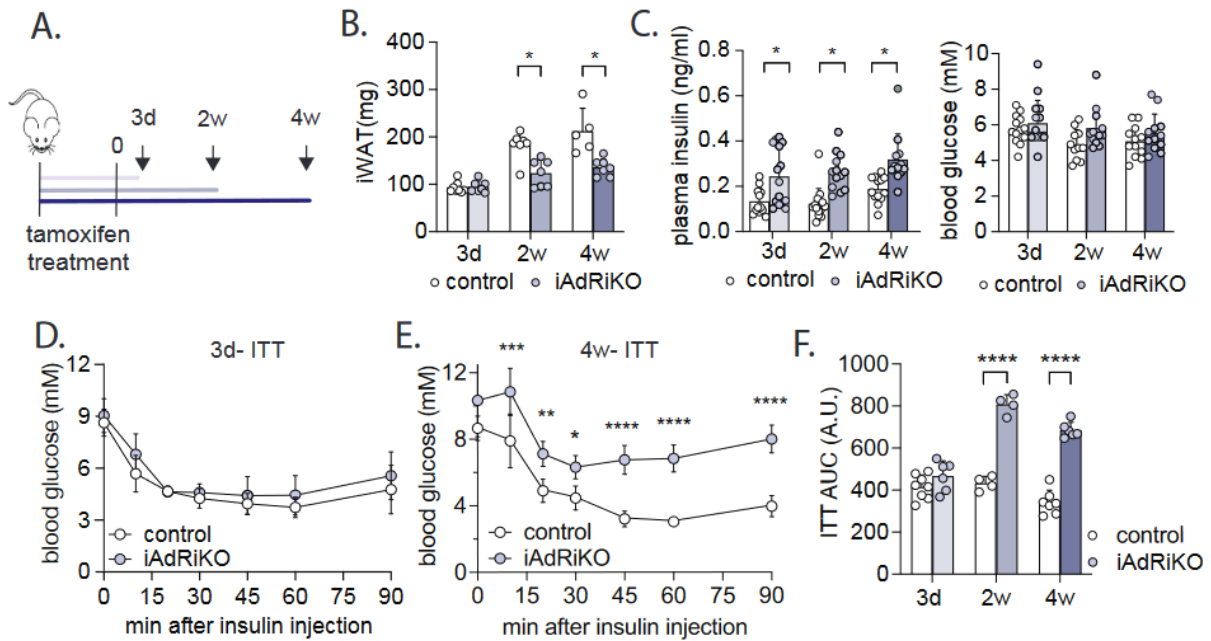 A.
0
3d
2w
4w
tamoxifen
treatment
B.
400
300
200
100
0
iWAT(mg)
*
*
3d
2w
4w
control
iAdRiKO
C.
0.8
0.6
0.4
0.2
0.0
plasma insulin (ng/ml)
*
*
*
3d
2w
4w
control
iAdRiKO
10
8
6
4
2
0
blood glucose (mM)
3d
2w
4w
control
iAdRiKO
D.
3d- ITT
12
9
6
3
0
blood glucose (mM)
control
iAdRiKO
0 15 30 45 60 75 90
min after insulin injection
E.
4w- ITT
12
8
4
0
blood glucose (mM)
***
**
*
****
****
****
control
iAdRiKO
0 15 30 45 60 75 90
min after insulin injection
F.
1000
800
600
400
200
0
ITT AUC (A.U.)
****
****
3d
2w
4w
control
iAdRiKO